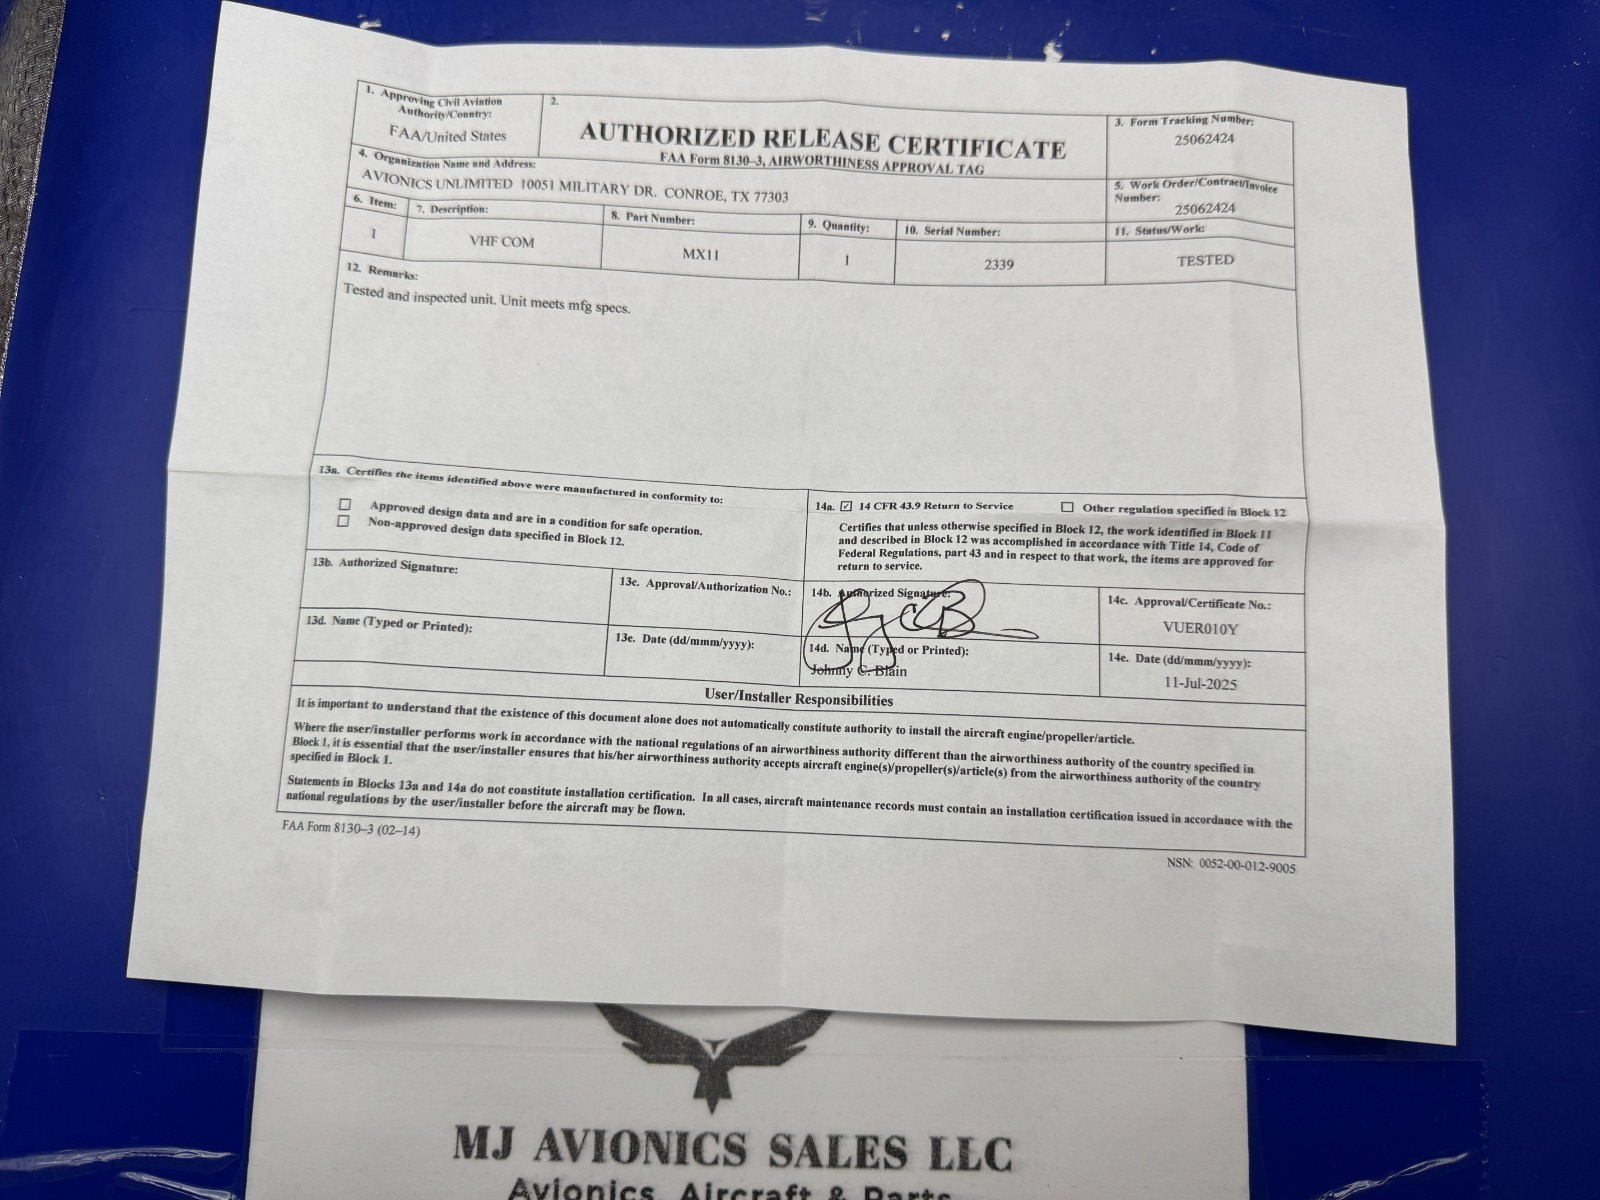 1. Approving Civil Aviation
Authority/Country:
FAA/United States
2.
AUTHORIZED RELEASE CERTIFICATE
FAA Form 8130–3, AIRWORTHINESS APPROVAL TAG
3. Form Tracking Number:
25062424
4. Organization Name and Address:
AVIONICS UNLIMITED 10051 MILITARY DR. CONROE, TX 77303
5. Work Order/Contract/Invoice
Number:
25062424
6. Item:
7. Description:
8. Part Number:
9. Quantity:
10. Serial Number:
11. Status/Work:
1
VHF COM
MX11
1
2339
TESTED
12. Remarks:
Tested and inspected unit. Unit meets mfg specs.
13a. Certifies the items identified above were manufactured in conformity to:
Approved design data and are in a condition for safe operation.
Non-approved design data specified in Block 12.
14a. 14 CFR 43.9 Return to Service
Other regulation specified in Block 12
Certifies that unless otherwise specified in Block 12, the work identified in Block 11
and described in Block 12 was accomplished in accordance with Title 14, Code of
Federal Regulations, part 43 and in respect to that work, the items are approved for
return to service.
13b. Authorized Signature:
13c. Approval/Authorization No.:
14b. Authorized Signature:
14c. Approval/Certificate No.:
VUER010Y
13d. Name (Typed or Printed):
13e. Date (dd/mmm/yyyy):
14d. Name (Typed or Printed):
Johnny C. Blain
14e. Date (dd/mmm/yyyy):
11-Jul-2025
User/Installer Responsibilities
It is important to understand that the existence of this document alone does not automatically constitute authority to install the aircraft engine/propeller/article.
Where the user/installer performs work in accordance with the national regulations of an airworthiness authority different than the airworthiness authority of the country specified in
Block 1, it is essential that the user/installer ensures that his/her airworthiness authority accepts aircraft engine(s)/propeller(s)/article(s) from the airworthiness authority of the country
specified in Block 1.
Statements in Blocks 13a and 14a do not constitute installation certification. In all cases, aircraft maintenance records must contain an installation certification issued in accordance with the
national regulations by the user/installer before the aircraft may be flown.
FAA Form 8130–3 (02–14)
NSN: 0052-00-012-9005
MJ AVIONICS SALES LLC
Avionics, Aircraft & Parts